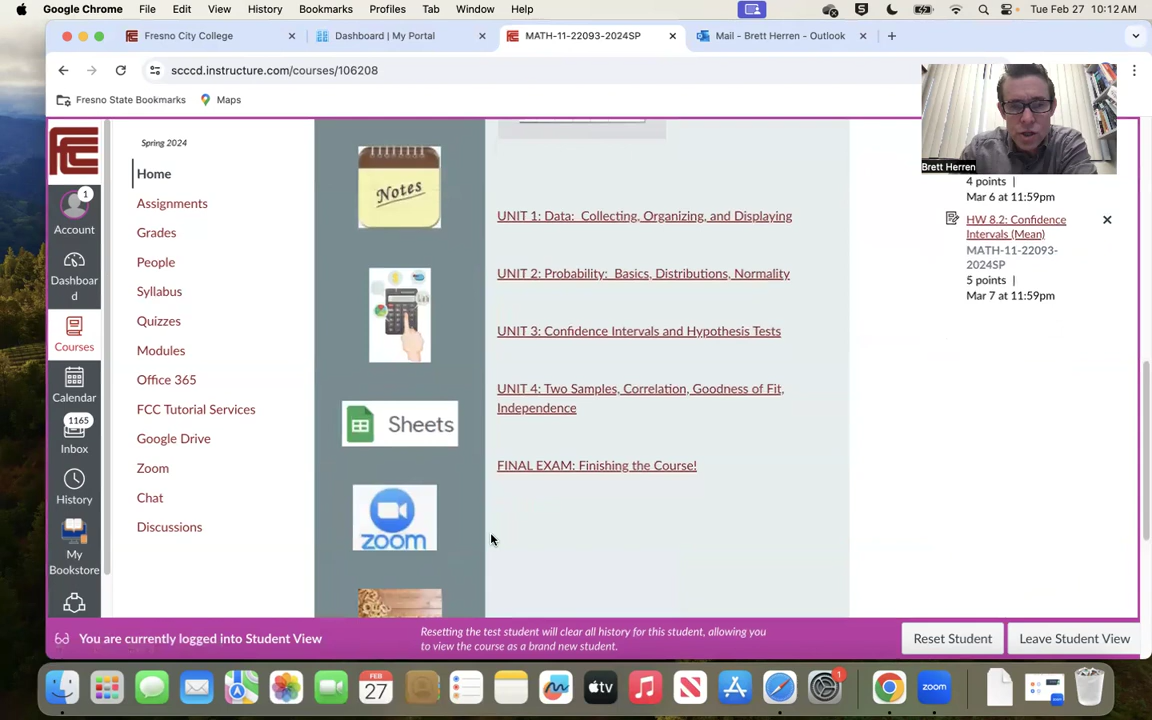 Google Chrome File Edit View History Bookmarks Profiles Tab Window Help Tue Feb 27 10:12 AM
Fresno City College Dashboard | My Portal MATH-11-22093-2024SP Mail - Brett Herren - Outlook
scccd.instructure.com/courses/106208
Fresno State Bookmarks Maps
Brett Herren
Spring 2024
Home
Assignments
Grades
People
Syllabus
Quizzes
Modules
Office 365
FCC Tutorial Services
Google Drive
Zoom
Chat
Discussions
1
Account
Dashboar
d
Courses
Calendar
1165
Inbox
History
My
Bookstore
Notes
Sheets
zoom
UNIT 1: Data: Collecting, Organizing, and Displaying
UNIT 2: Probability: Basics, Distributions, Normality
UNIT 3: Confidence Intervals and Hypothesis Tests
UNIT 4: Two Samples, Correlation, Goodness of Fit,
Independence
FINAL EXAM: Finishing the Course!
4 points |
Mar 6 at 11:59pm
HW 8.2: Confidence
Intervals (Mean)
MATH-11-22093-
2024SP
5 points |
Mar 7 at 11:59pm
You are currently logged into Student View
Resetting the test student will clear all history for this student, allowing you
to view the course as a brand new student.
Reset Student
Leave Student View
FEB
27
tv
1
zoom